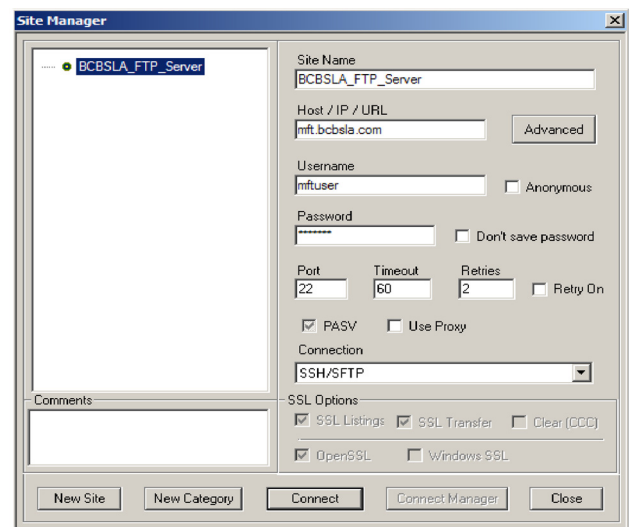 Site Manager
BCBSLA_FTP_Server
Site Name
BCBSLA_FTP_Server
Host / IP / URL
mft.bcbsla.com
Advanced
Username
mftuser
Anonymous
Password
*******
Don't save password
Port Timeout Retries
22 60 2 Retry On
PASV Use Proxy
Connection
SSH/SFTP
Comments
SSL Options
SSL Listings SSL Transfer Clear (CCC)
OpenSSL Windows SSL
New Site New Category Connect Connect Manager Close